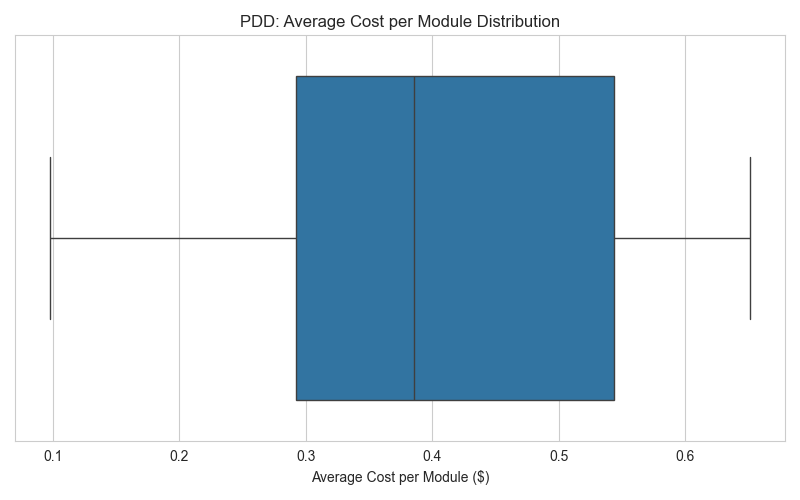 PDD: Average Cost per Module Distribution
0.1 0.2 0.3 0.4 0.5 0.6
Average Cost per Module ($)